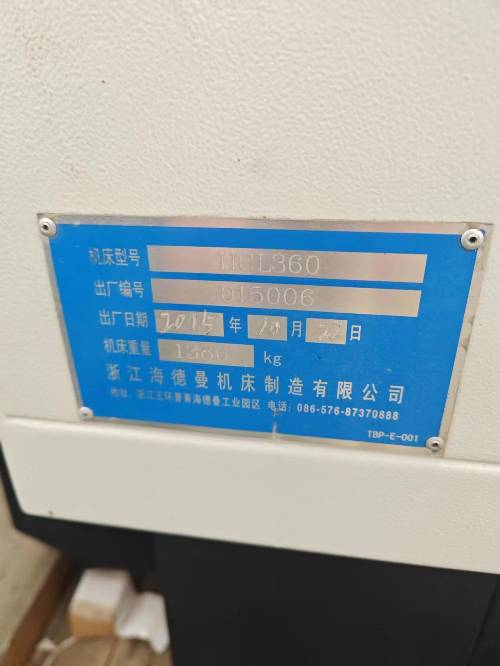 机床型号 HCL360
出厂编号 015006
出厂日期 2015 年 10 月 22 日
机床重量 1380 kg
浙江海德曼机床制造有限公司
地址: 浙江玉环普青海德曼工业园区 电话: 086-576-87370888
TBP-E-001